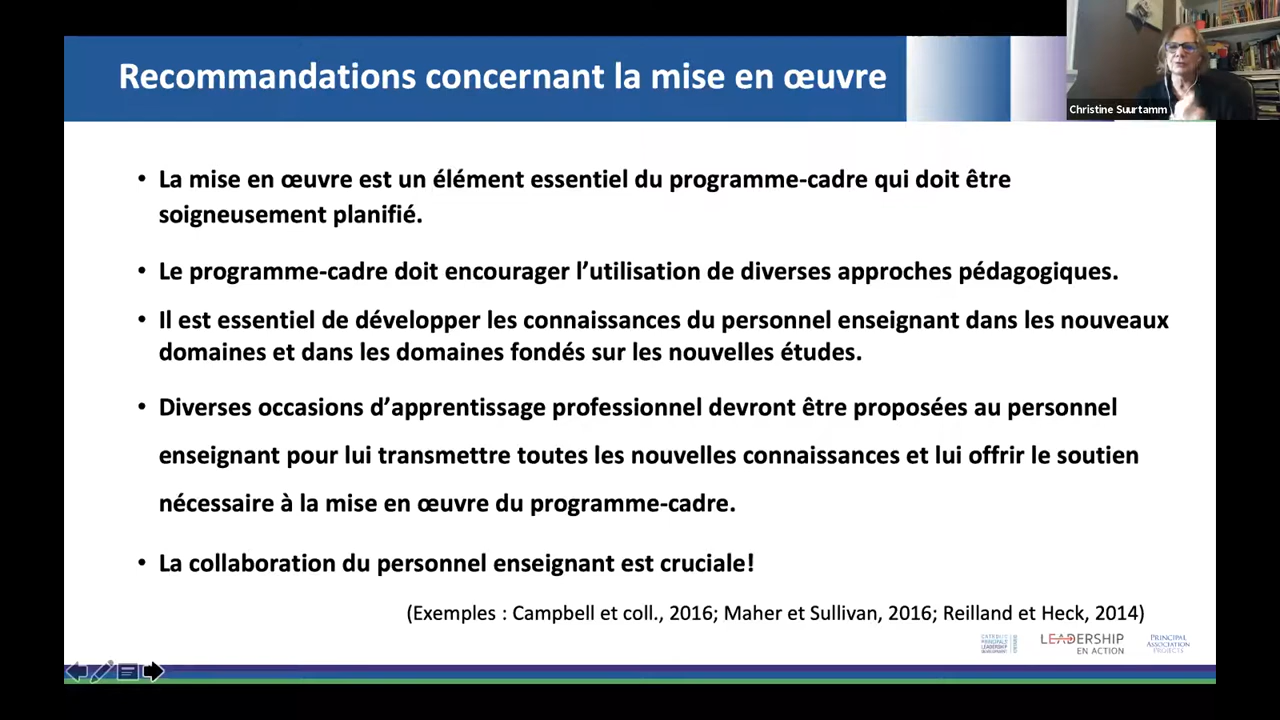 Recommandations concernant la mise en œuvre
Christine Suurtamm
• La mise en œuvre est un élément essentiel du programme-cadre qui doit être
soigneusement planifié.
• Le programme-cadre doit encourager l’utilisation de diverses approches pédagogiques.
• Il est essentiel de développer les connaissances du personnel enseignant dans les nouveaux
domaines et dans les domaines fondés sur les nouvelles études.
• Diverses occasions d’apprentissage professionnel devront être proposées au personnel
enseignant pour lui transmettre toutes les nouvelles connaissances et lui offrir le soutien
nécessaire à la mise en œuvre du programme-cadre.
• La collaboration du personnel enseignant est cruciale!
(Exemples : Campbell et coll., 2016; Maher et Sullivan, 2016; Reilland et Heck, 2014)
LEADERSHIP
EN ACTION
PRINCIPAL
ASSOCIATION
PROJECTS